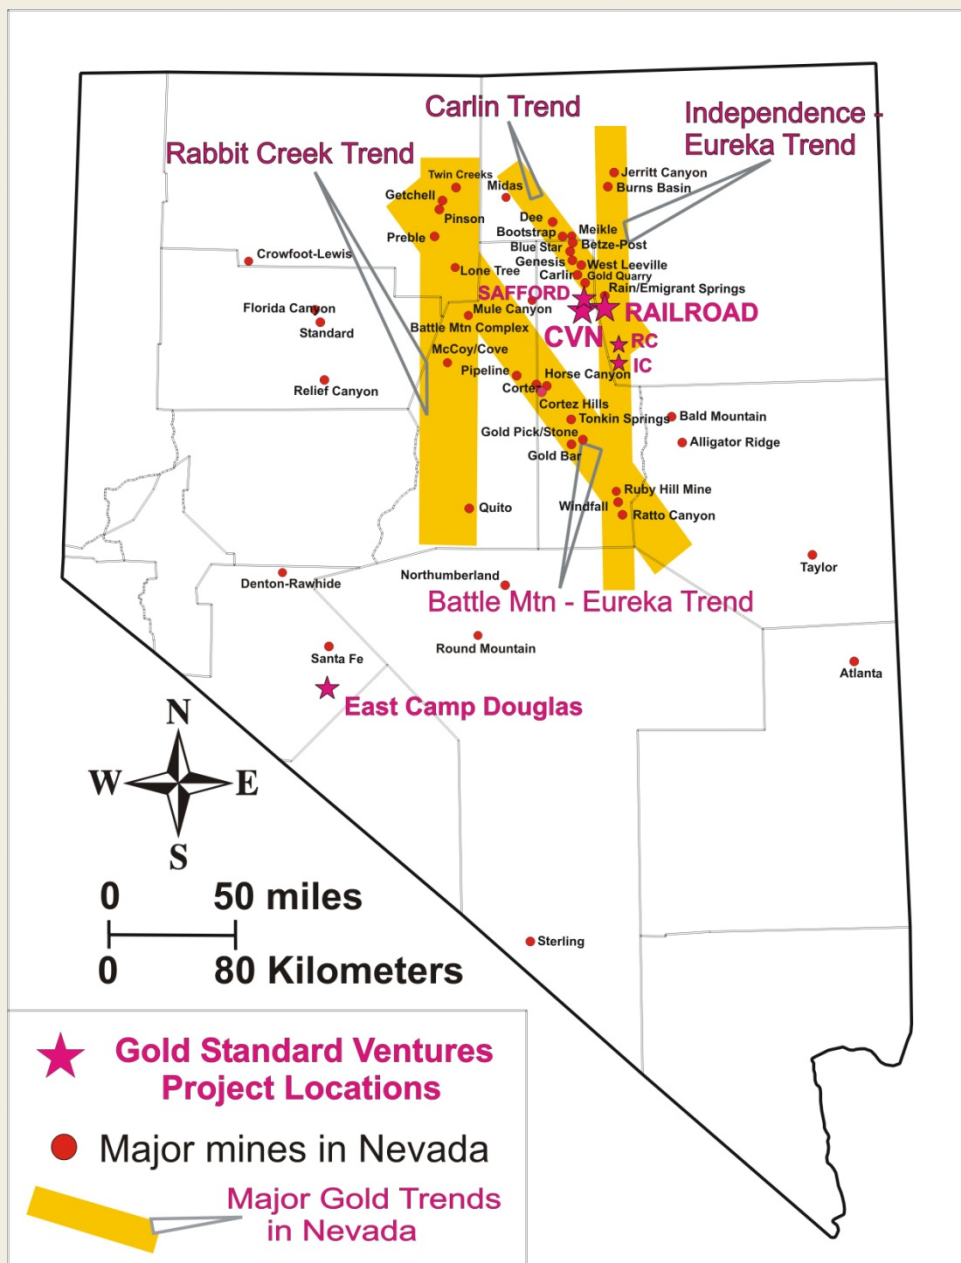 Carlin Trend
Independence -
Eureka Trend
Rabbit Creek Trend
Twin Creeks
Getchell
Pinson
Preble
Midas
Jerritt Canyon
Burns Basin
Dee
Bootstrap
Meikle
Blue Star
Betze-Post
Genesis
West Leeville
Carlin
Gold Quarry
Crowfoot-Lewis
Lone Tree
SAFFORD
Rain/Emigrant Springs
Florida Canyon
Standard
Mule Canyon
RAILROAD
Battle Mtn Complex
CVN
RC
McCoy/Cove
IC
Pipeline
Horse Canyon
Relief Canyon
Cortez
Cortez Hills
Tonkin Springs
Bald Mountain
Gold Pick/Stone
Alligator Ridge
Gold Bar
Ruby Hill Mine
Windfall
Quito
Ratto Canyon
Taylor
Denton-Rawhide
Northumberland
Battle Mtn - Eureka Trend
Round Mountain
Santa Fe
Atlanta
East Camp Douglas
N
W
E
S
0 50 miles
0 80 Kilometers
Sterling
Gold Standard Ventures
Project Locations
Major mines in Nevada
Major Gold Trends
in Nevada